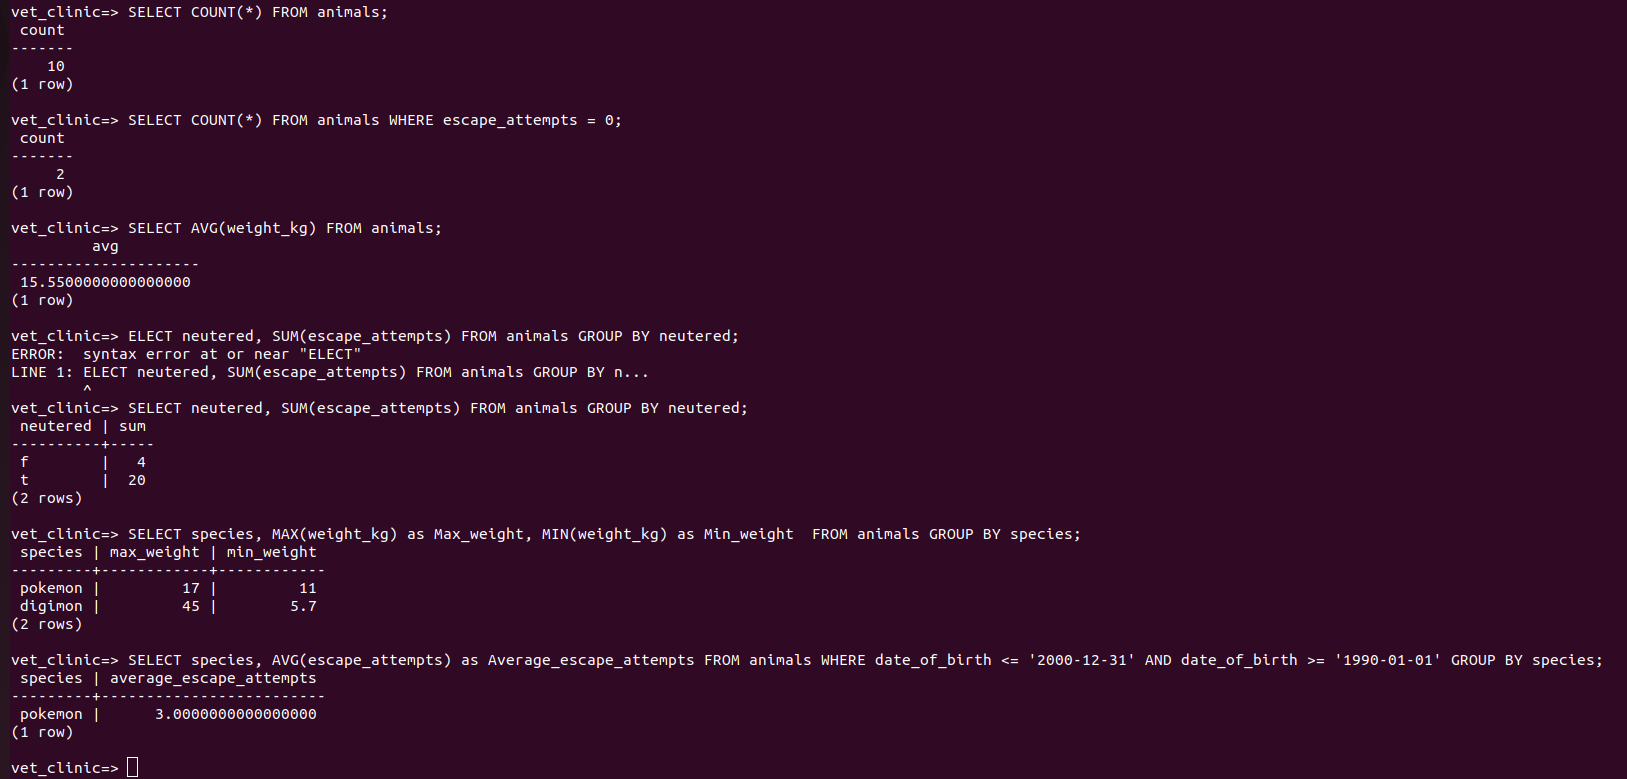 vet_clinic=> SELECT COUNT(*) FROM animals;
 count
-------
    10
(1 row)

vet_clinic=> SELECT COUNT(*) FROM animals WHERE escape_attempts = 0;
 count
-------
     2
(1 row)

vet_clinic=> SELECT AVG(weight_kg) FROM animals;
         avg
---------------------
 15.5500000000000000
(1 row)

vet_clinic=> ELECT neutered, SUM(escape_attempts) FROM animals GROUP BY neutered;
ERROR:  syntax error at or near "ELECT"
LINE 1: ELECT neutered, SUM(escape_attempts) FROM animals GROUP BY n...
        ^
vet_clinic=> SELECT neutered, SUM(escape_attempts) FROM animals GROUP BY neutered;
 neutered | sum
----------+-----
 f        |   4
 t        |  20
(2 rows)

vet_clinic=> SELECT species, MAX(weight_kg) as Max_weight, MIN(weight_kg) as Min_weight  FROM animals GROUP BY species;
 species | max_weight | min_weight
---------+------------+------------
 pokemon |         17 |         11
 digimon |         45 |        5.7
(2 rows)

vet_clinic=> SELECT species, AVG(escape_attempts) as Average_escape_attempts FROM animals WHERE date_of_birth <= '2000-12-31' AND date_of_birth >= '1990-01-01' GROUP BY species;
 species | average_escape_attempts
---------+-------------------------
 pokemon |      3.0000000000000000
(1 row)

vet_clinic=>